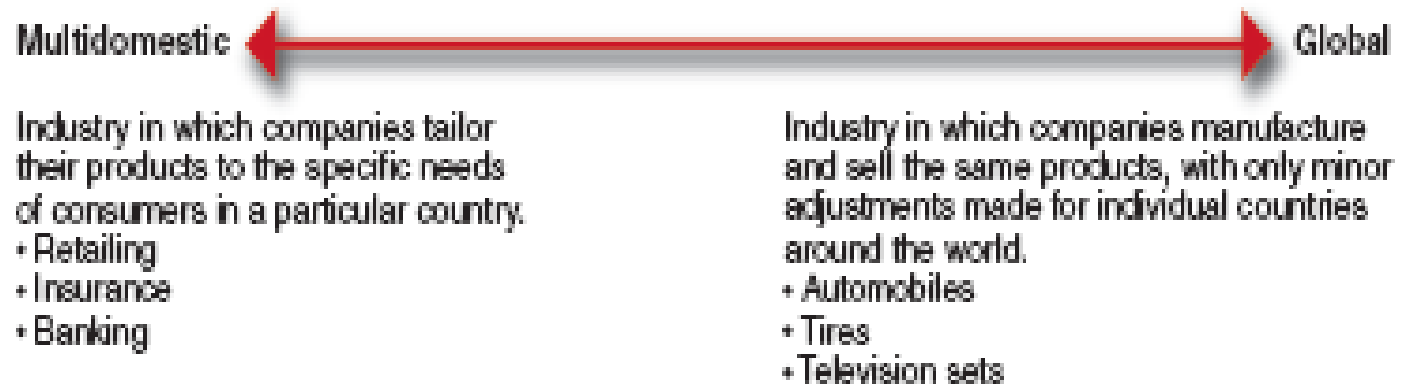 Multidomestic
Global
Industry in which companies tailor
their products to the specific needs
of consumers in a particular country.
• Retailing
• Insurance
• Banking
Industry in which companies manufacture
and sell the same products, with only minor
adjustments made for individual countries
around the world.
• Automobiles
• Tires
• Television sets